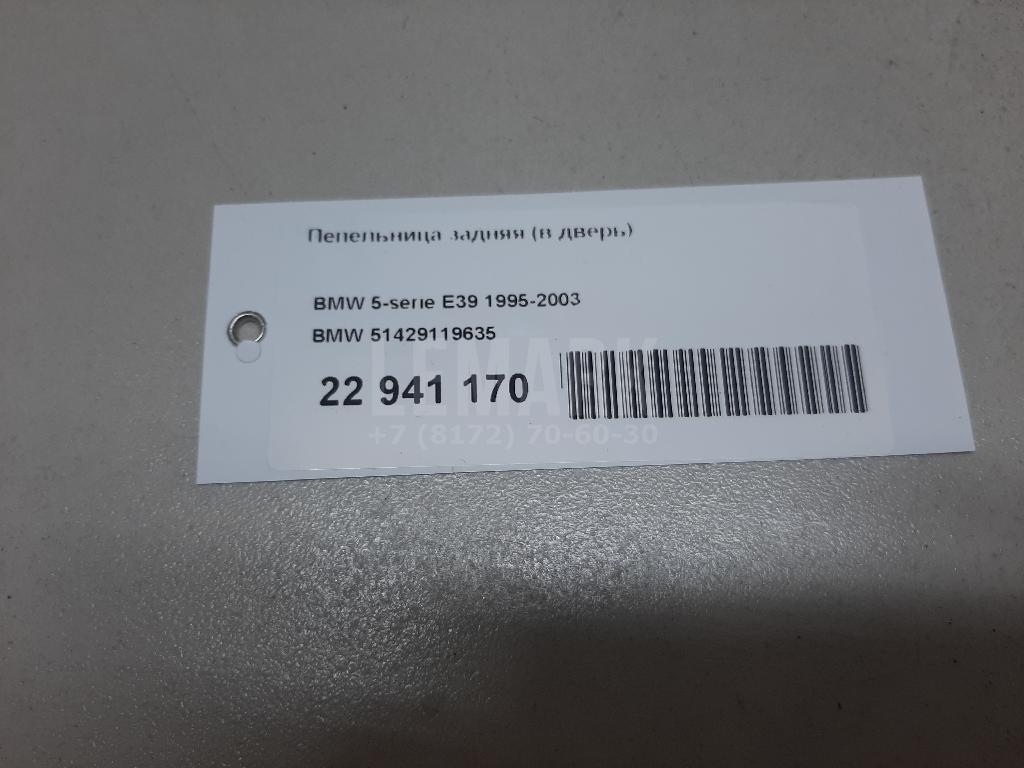 Пепельница задняя (в дверь)
BMW 5-serie E39 1995-2003
BMW 51429119635
22 941 170
LEMARK
+7 (8172) 70-60-30